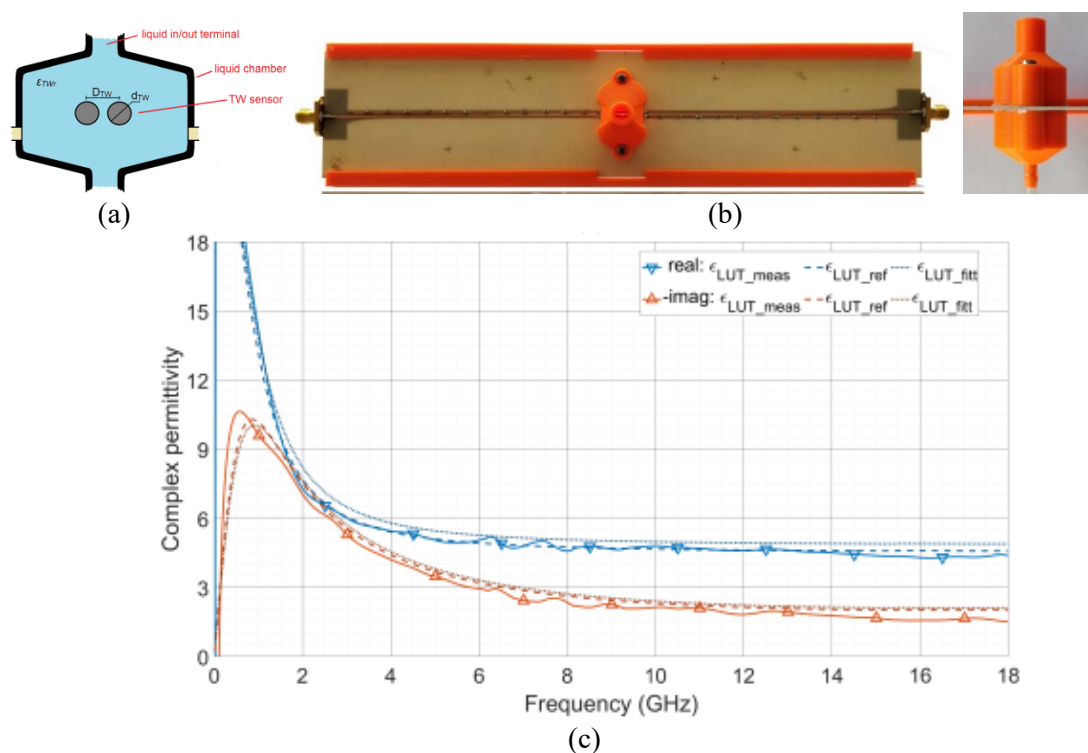 liquid in/out terminal
liquid chamber
ε_TWr
D_TW
d_TW
TW sensor
(a)
(b)
18
15
12
9
6
3
0
Complex permittivity
real: ϵ_LUT_meas ϵ_LUT_ref ϵ_LUT_fitt
-imag: ϵ_LUT_meas ϵ_LUT_ref ϵ_LUT_fitt
0 2 4 6 8 10 12 14 16 18
Frequency (GHz)
(c)